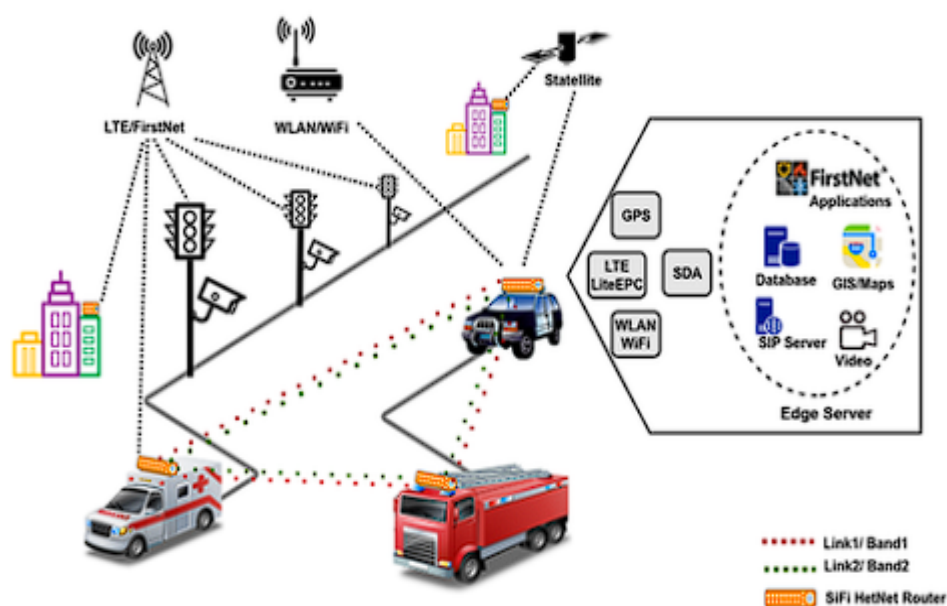 LTE/FirstNet
WLAN/WiFi
Statellite
GPS
LTE
LiteEPC
SDA
WLAN
WiFi
FirstNet
Applications
Database
GIS/Maps
SIP Server
Video
Edge Server
Link1/ Band1
Link2/ Band2
SiFi HetNet Router